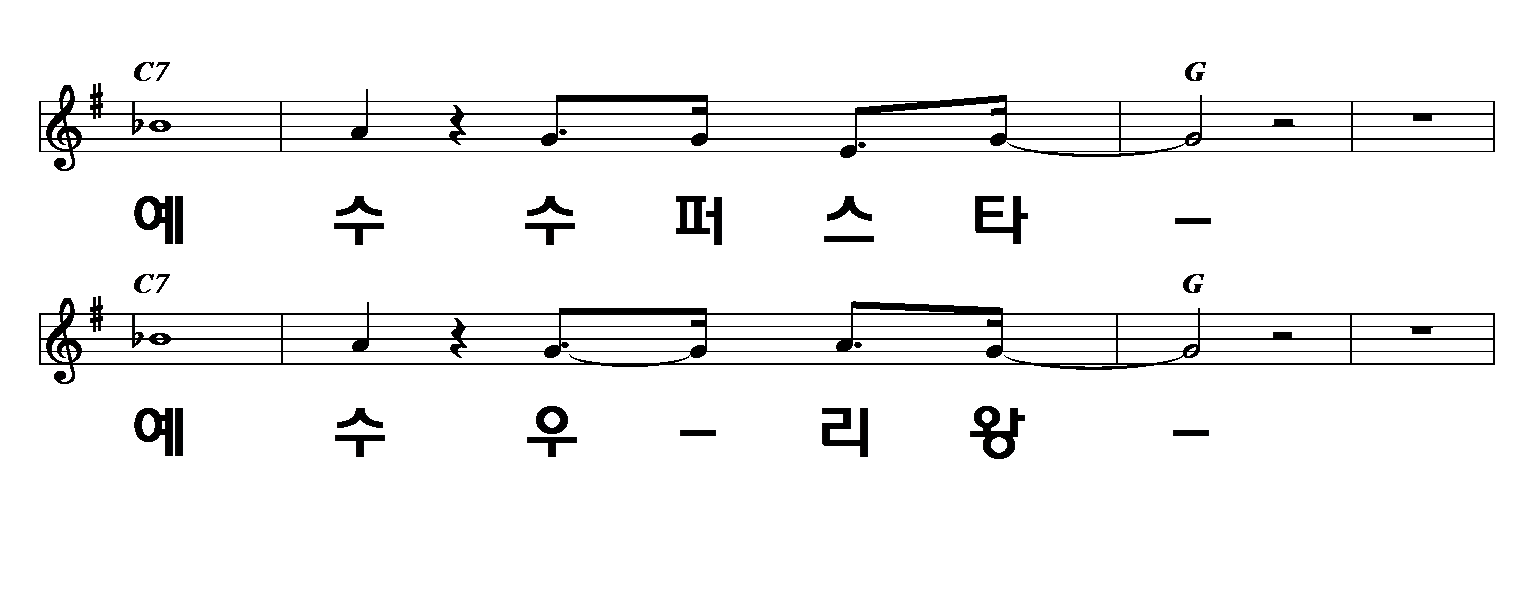 C7 G
예 수 수 퍼 스 타 –
C7 G
예 수 우 – 리 왕 –